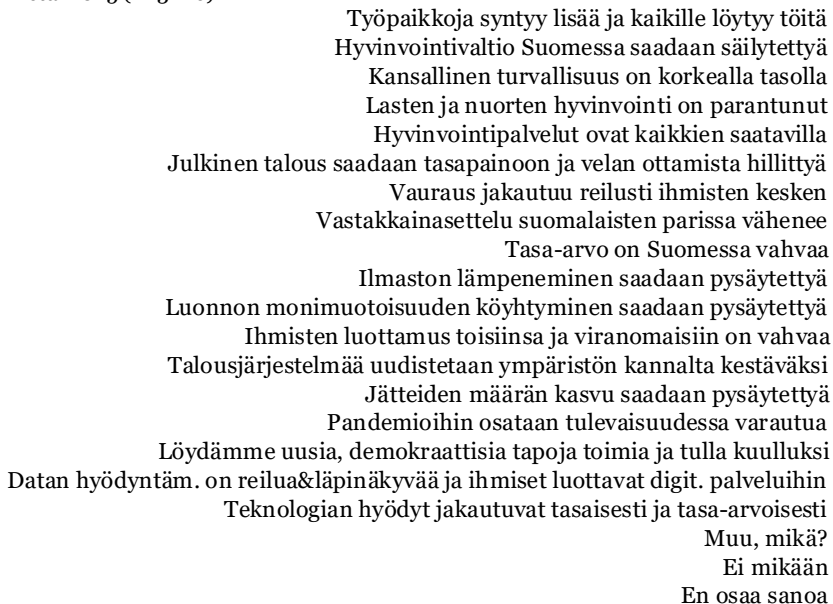 Työpaikkoja syntyy lisää ja kaikille löytyy töitä
Hyvinvointivaltio Suomessa saadaan säilytettyä
Kansallinen turvallisuus on korkealla tasolla
Lasten ja nuorten hyvinvointi on parantunut
Hyvinvointipalvelut ovat kaikkien saatavilla
Julkinen talous saadaan tasapainoon ja velan ottamista hillittyä
Vauraus jakautuu reilusti ihmisten kesken
Vastakkainasettelu suomalaisten parissa vähenee
Tasa-arvo on Suomessa vahvaa
Ilmaston lämpeneminen saadaan pysäytettyä
Luonnon monimuotoisuuden köyhtyminen saadaan pysäytettyä
Ihmisten luottamus toisiinsa ja viranomaisiin on vahvaa
Talousjärjestelmää uudistetaan ympäristön kannalta kestäväksi
Jätteiden määrän kasvu saadaan pysäytettyä
Pandemioihin osataan tulevaisuudessa varautua
Löydämme uusia, demokraattisia tapoja toimia ja tulla kuulluksi
Datan hyödyntäm. on reilua&läpinäkyvää ja ihmiset luottavat digit. palveluihin
Teknologian hyödyt jakautuvat tasaisesti ja tasa-arvoisesti
Muu, mikä?
Ei mikään
En osaa sanoa